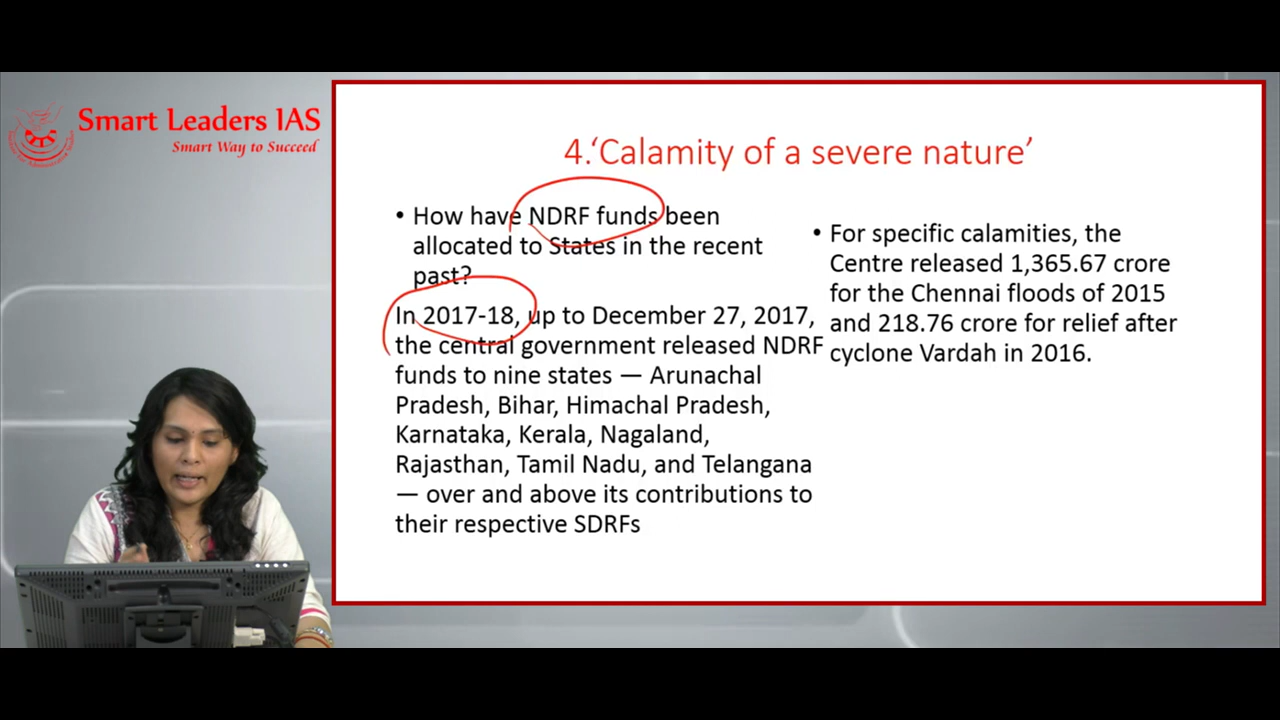 Smart Leaders IAS
Smart Way to Succeed
4.‘Calamity of a severe nature’
• How have NDRF funds been
allocated to States in the recent
past?
In 2017-18, up to December 27, 2017,
the central government released NDRF
funds to nine states — Arunachal
Pradesh, Bihar, Himachal Pradesh,
Karnataka, Kerala, Nagaland,
Rajasthan, Tamil Nadu, and Telangana
— over and above its contributions to
their respective SDRFs
• For specific calamities, the
Centre released 1,365.67 crore
for the Chennai floods of 2015
and 218.76 crore for relief after
cyclone Vardah in 2016.